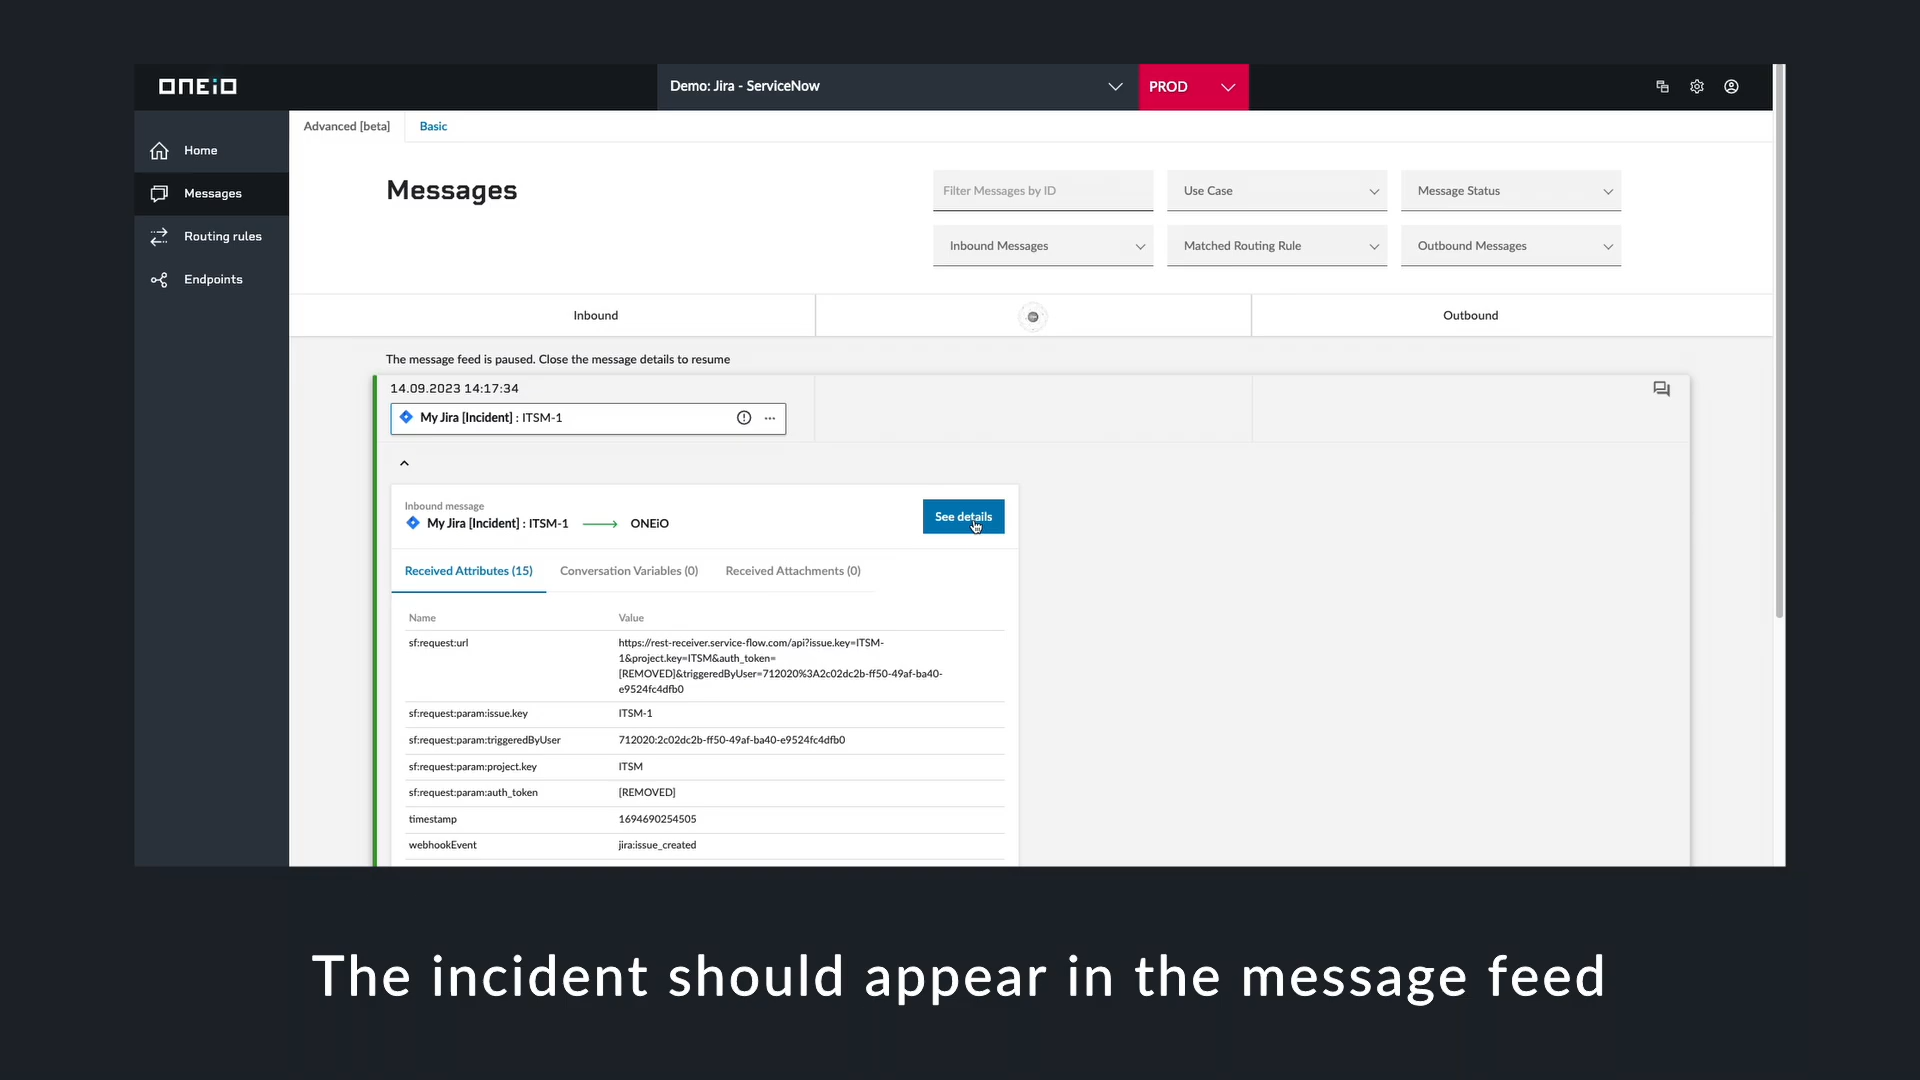 ONEiO
Demo: Jira - ServiceNow
PROD
Home
Messages
Routing rules
Endpoints
Advanced [beta]
Basic
Messages
Filter Messages by ID
Use Case
Message Status
Inbound Messages
Matched Routing Rule
Outbound Messages
Inbound
Outbound
The message feed is paused. Close the message details to resume
14.09.2023 14:17:34
My Jira [Incident] : ITSM-1
Inbound message
My Jira [Incident] : ITSM-1
ONEiO
See details
Received Attributes (15)
Conversation Variables (0)
Received Attachments (0)
Name
Value
sf:request:url
https://rest-receiver.service-flow.com/api?issue.key=ITSM-
1&project.key=ITSM&auth_token=
[REMOVED]&triggeredByUser=712020%3A2c02dc2b-ff50-49af-ba40-
e9524fc4dfb0
sf:request:param:issue.key
ITSM-1
sf:request:param:triggeredByUser
712020:2c02dc2b-ff50-49af-ba40-e9524fc4dfb0
sf:request:param:project.key
ITSM
sf:request:param:auth_token
[REMOVED]
timestamp
1694690254505
webhookEvent
jira:issue_created
The incident should appear in the message feed